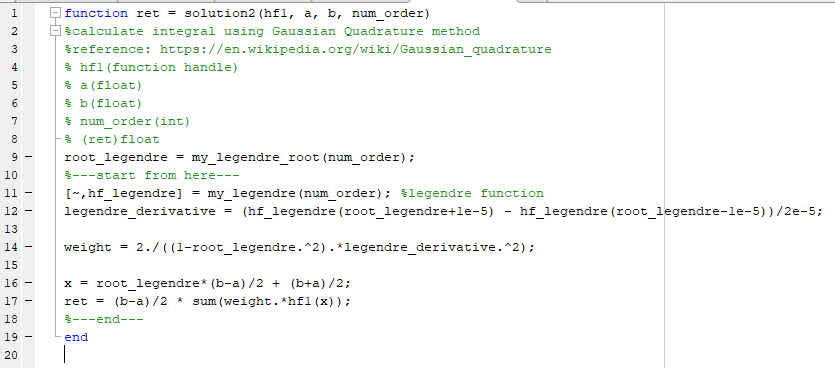 1 function ret = solution2(hf1, a, b, num_order)
2 %calculate integral using Gaussian Quadrature method
3 %reference: https://en.wikipedia.org/wiki/Gaussian_quadrature
4 % hf1(function handle)
5 % a(float)
6 % b(float)
7 % num_order(int)
8 % (ret)float
9 root_legendre = my_legendre_root(num_order);
10 %---start from here---
11 [~,hf_legendre] = my_legendre(num_order); %legendre function
12 legendre_derivative = (hf_legendre(root_legendre+1e-5) - hf_legendre(root_legendre-1e-5))/2e-5;
13
14 weight = 2./((1-root_legendre.^2).*legendre_derivative.^2);
15
16 x = root_legendre*(b-a)/2 + (b+a)/2;
17 ret = (b-a)/2 * sum(weight.*hf1(x));
18 %---end---
19 end
20